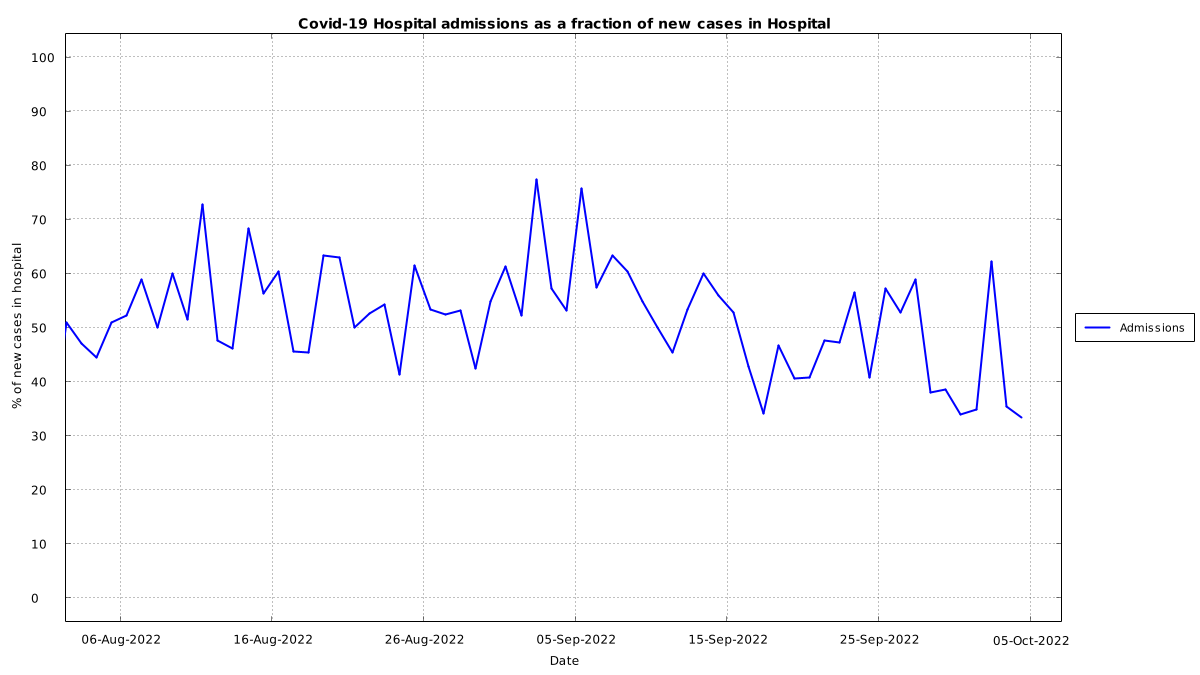 Covid-19 Hospital admissions as a fraction of new cases in Hospital
100
90
80
70
60
50
40
30
20
10
0
% of new cases in hospital
06-Aug-2022 16-Aug-2022 26-Aug-2022 05-Sep-2022 15-Sep-2022 25-Sep-2022 05-Oct-2022
Date
Admissions